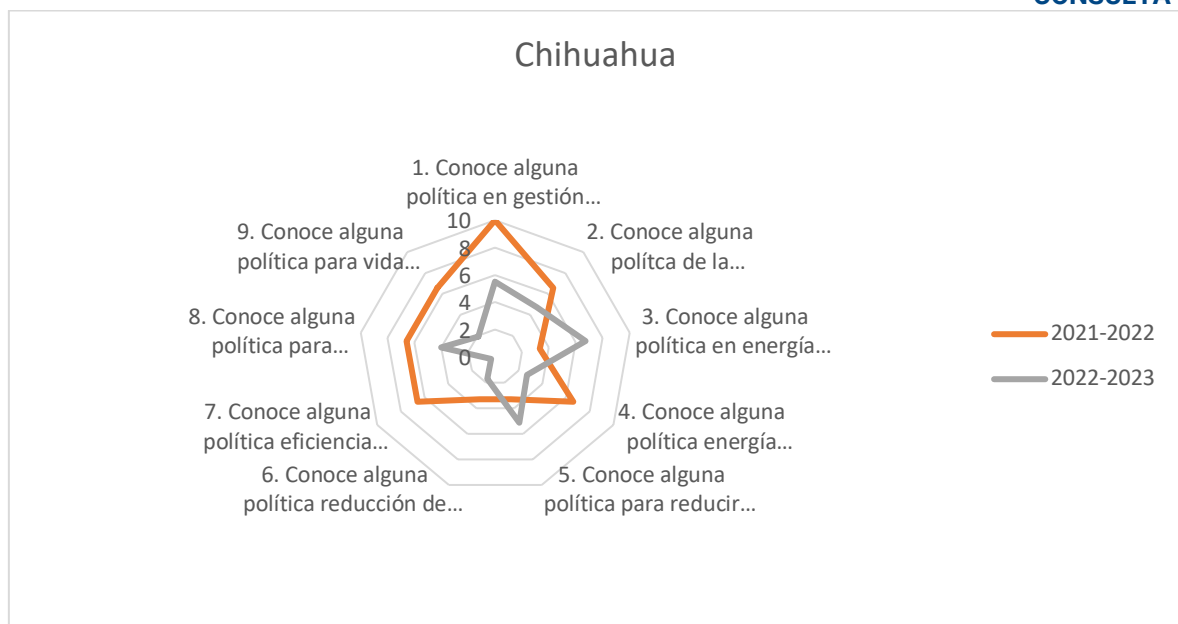 Chihuahua
1. Conoce alguna
política en gestión...
2. Conoce alguna
polítca de la...
3. Conoce alguna
política en energía...
4. Conoce alguna
política energía...
5. Conoce alguna
política para reducir...
6. Conoce alguna
política reducción de...
7. Conoce alguna
política eficiencia...
8. Conoce alguna
política para...
9. Conoce alguna
política para vida...
10
8
6
4
2
0
2021-2022
2022-2023